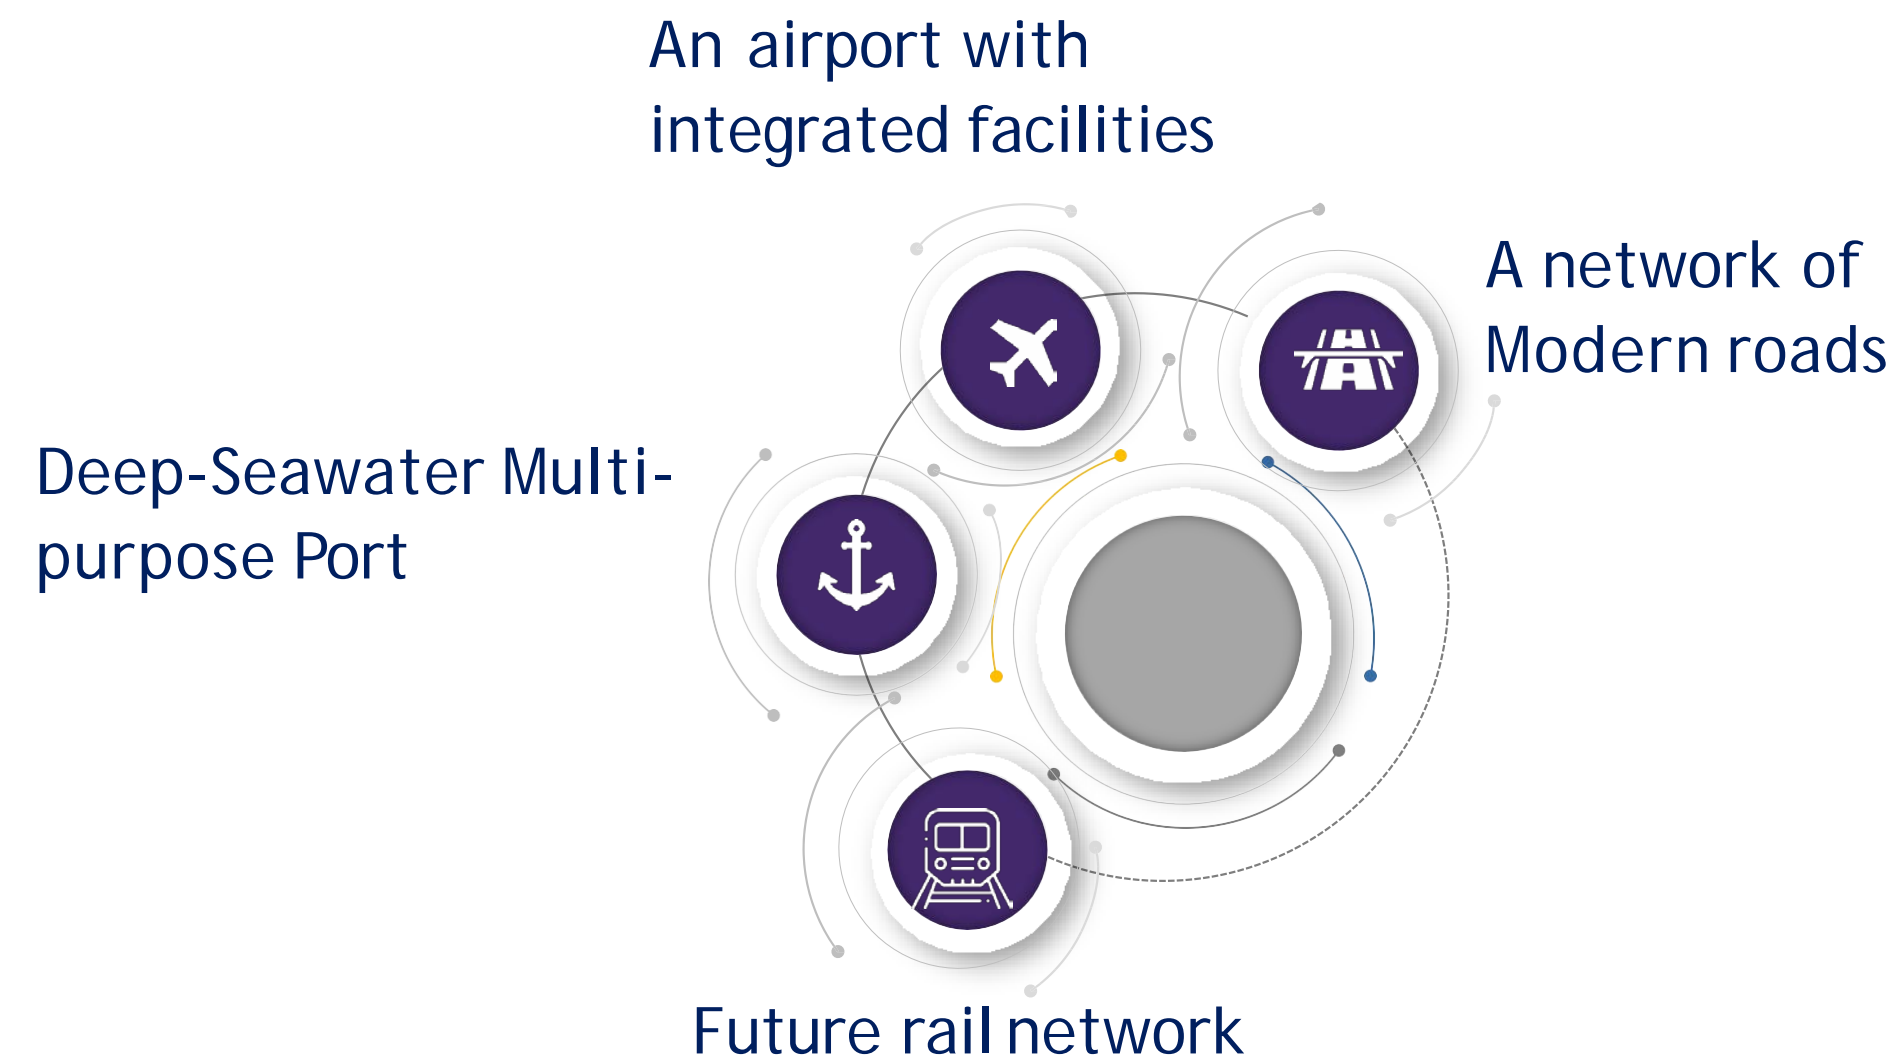 An airport with
integrated facilities
A network of
Modern roads
Deep-Seawater Multi-
purpose Port
Future rail network